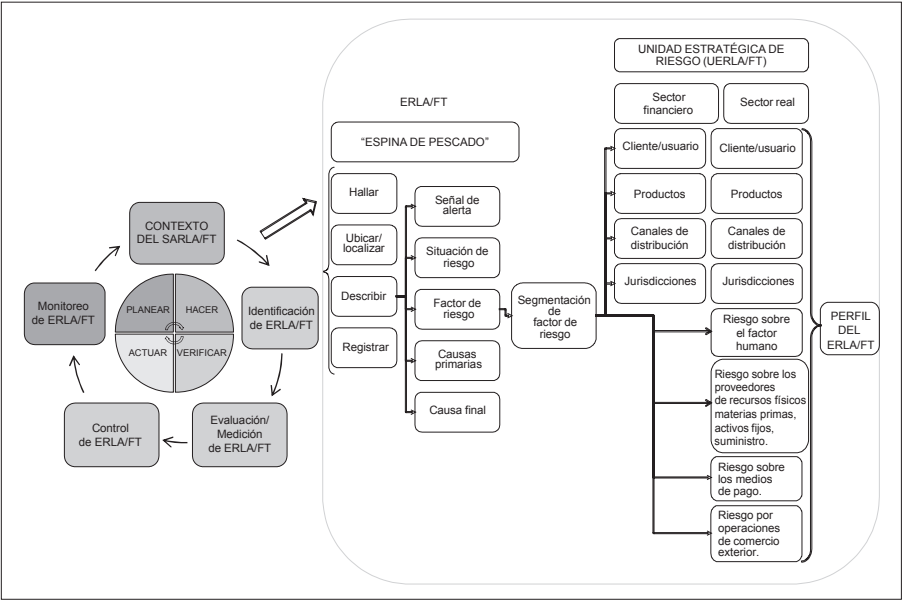 CONTEXTO
DEL SARLA/FT
Identificación
de ERLA/FT
Evaluación/
Medición
de ERLA/FT
Control
de ERLA/FT
Monitoreo
de ERLA/FT
PLANEAR
HACER
ACTUAR
VERIFICAR
ERLA/FT
“ESPINA DE PESCADO”
Hallar
Ubicar/
localizar
Describir
Registrar
Señal de
alerta
Situación de
riesgo
Factor de
riesgo
Causas
primarias
Causa final
Segmentación
de
factor de
riesgo
UNIDAD ESTRATÉGICA DE
RIESGO (UERLA/FT)
Sector
financiero
Sector real
Cliente/usuario
Cliente/usuario
Productos
Productos
Canales de
distribución
Canales de
distribución
Jurisdicciones
Jurisdicciones
Riesgo sobre
el factor
humano
Riesgo sobre los
proveedores
de recursos físicos
materias primas,
activos fijos,
suministro.
Riesgo sobre
los medios
de pago.
Riesgo por
operaciones
de comercio
exterior.
PERFIL
DEL
ERLA/FT